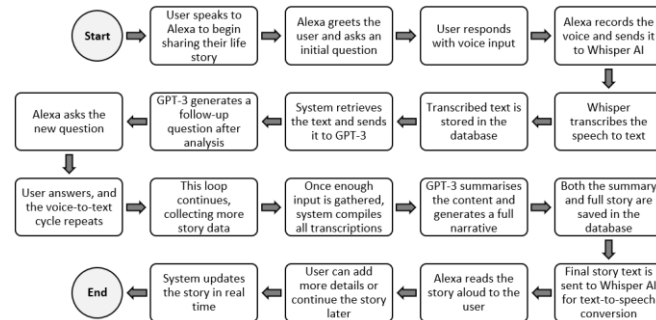 Start
User speaks to
Alexa to begin
sharing their life
story
Alexa greets the
user and asks an
initial question
User responds
with voice input
Alexa records the
voice and sends it
to Whisper AI
Whisper
transcribes the
speech to text
Transcribed text is
stored in the
database
System retrieves
the text and sends
it to GPT-3
GPT-3 generates a
follow-up
question after
analysis
Alexa asks the
new question
User answers, and
the voice-to-text
cycle repeats
This loop
continues,
collecting more
story data
Once enough
input is gathered,
system compiles
all transcriptions
GPT-3 summarises
the content and
generates a full
narrative
Both the summary
and full story are
saved in the
database
Final story text is
sent to Whisper AI
for text-to-speech
conversion
Alexa reads the
story aloud to the
user
User can add
more details or
continue the story
later
System updates
the story in real
time
End